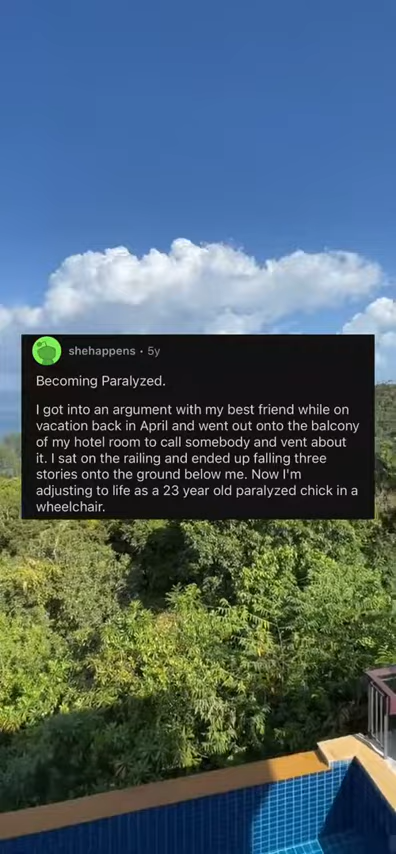 shehappens • 5y
Becoming Paralyzed.
I got into an argument with my best friend while on
vacation back in April and went out onto the balcony
of my hotel room to call somebody and vent about
it. I sat on the railing and ended up falling three
stories onto the ground below me. Now I'm
adjusting to life as a 23 year old paralyzed chick in a
wheelchair.